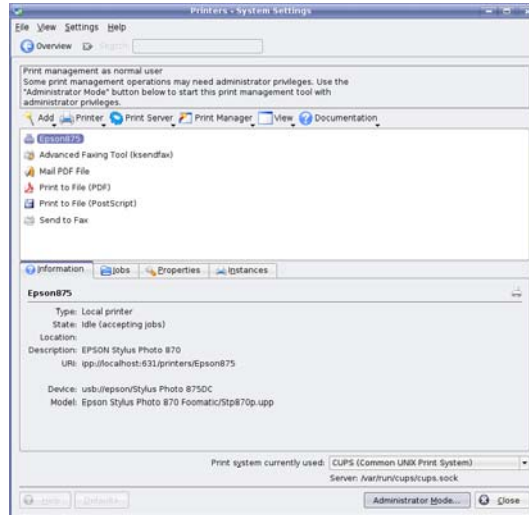 Printers - System Settings
File View Settings Help
Overview Search:
Print management as normal user
Some print management operations may need administrator privileges. Use the
"Administrator Mode" button below to start this print management tool with
administrator privileges.
Add Printer Print Server Print Manager View Documentation
Epson875
Advanced Faxing Tool (ksendfax)
Mail PDF File
Print to File (PDF)
Print to File (PostScript)
Send to Fax
Information Jobs Properties Instances
Epson875
Type: Local printer
State: Idle (accepting jobs)
Location:
Description: EPSON Stylus Photo 870
URI: ipp://localhost:631/printers/Epson875
Device: usb://epson/Stylus Photo 875DC
Model: Epson Stylus Photo 870 Foomatic/Stp870p.upp
Print system currently used: CUPS (Common UNIX Print System)
Server: /var/run/cups/cups.sock
Help Defaults Administrator Mode... Close